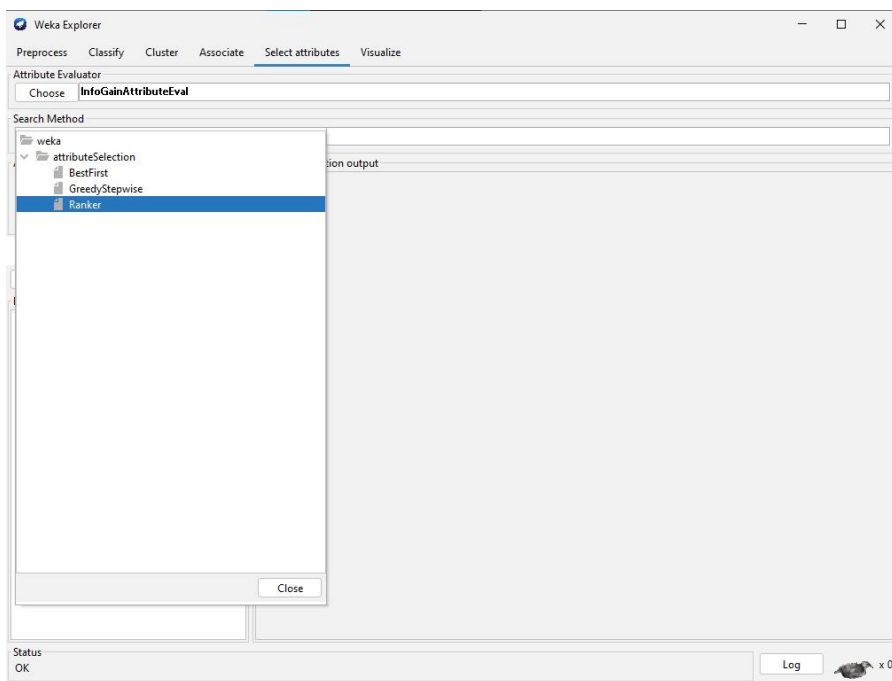 Weka Explorer
Preprocess Classify Cluster Associate Select attributes Visualize
Attribute Evaluator
Choose InfoGainAttributeEval
Search Method
weka
attributeSelection
BestFirst
GreedyStepwise
Ranker
tion output
Close
Status
OK
Log x 0